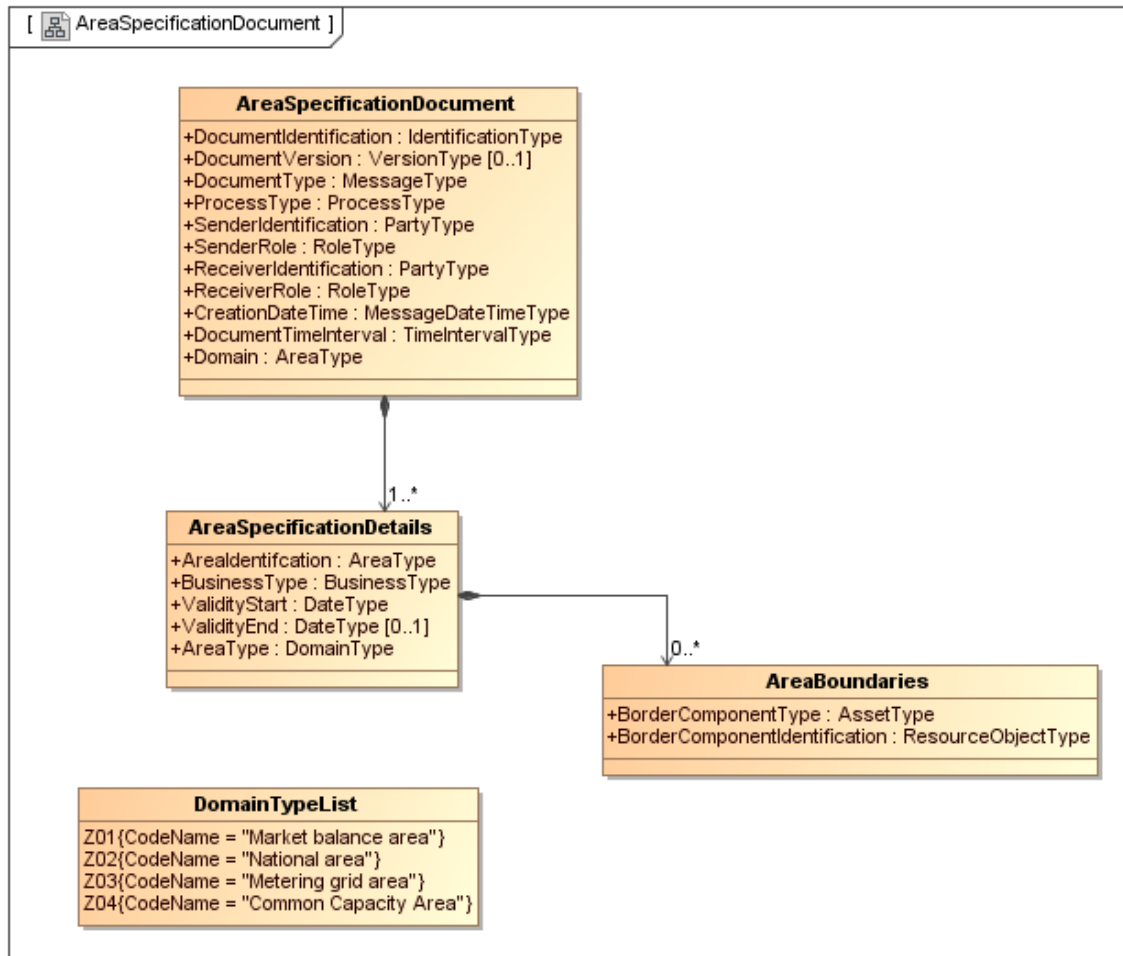 [ AreaSpecificationDocument ]
AreaSpecificationDocument
+DocumentIdentification : IdentificationType
+DocumentVersion : VersionType [0..1]
+DocumentType : MessageType
+ProcessType : ProcessType
+SenderIdentification : PartyType
+SenderRole : RoleType
+ReceiverIdentification : PartyType
+ReceiverRole : RoleType
+CreationDateTime : MessageDateTimeType
+DocumentTimeInterval : TimeIntervalType
+Domain : AreaType
1..*
AreaSpecificationDetails
+AreaIdentifcation : AreaType
+BusinessType : BusinessType
+ValidityStart : DateType
+ValidityEnd : DateType [0..1]
+AreaType : DomainType
0..*
AreaBoundaries
+BorderComponentType : AssetType
+BorderComponentIdentification : ResourceObjectType
DomainTypeList
Z01{CodeName = "Market balance area"}
Z02{CodeName = "National area"}
Z03{CodeName = "Metering grid area"}
Z04{CodeName = "Common Capacity Area"}